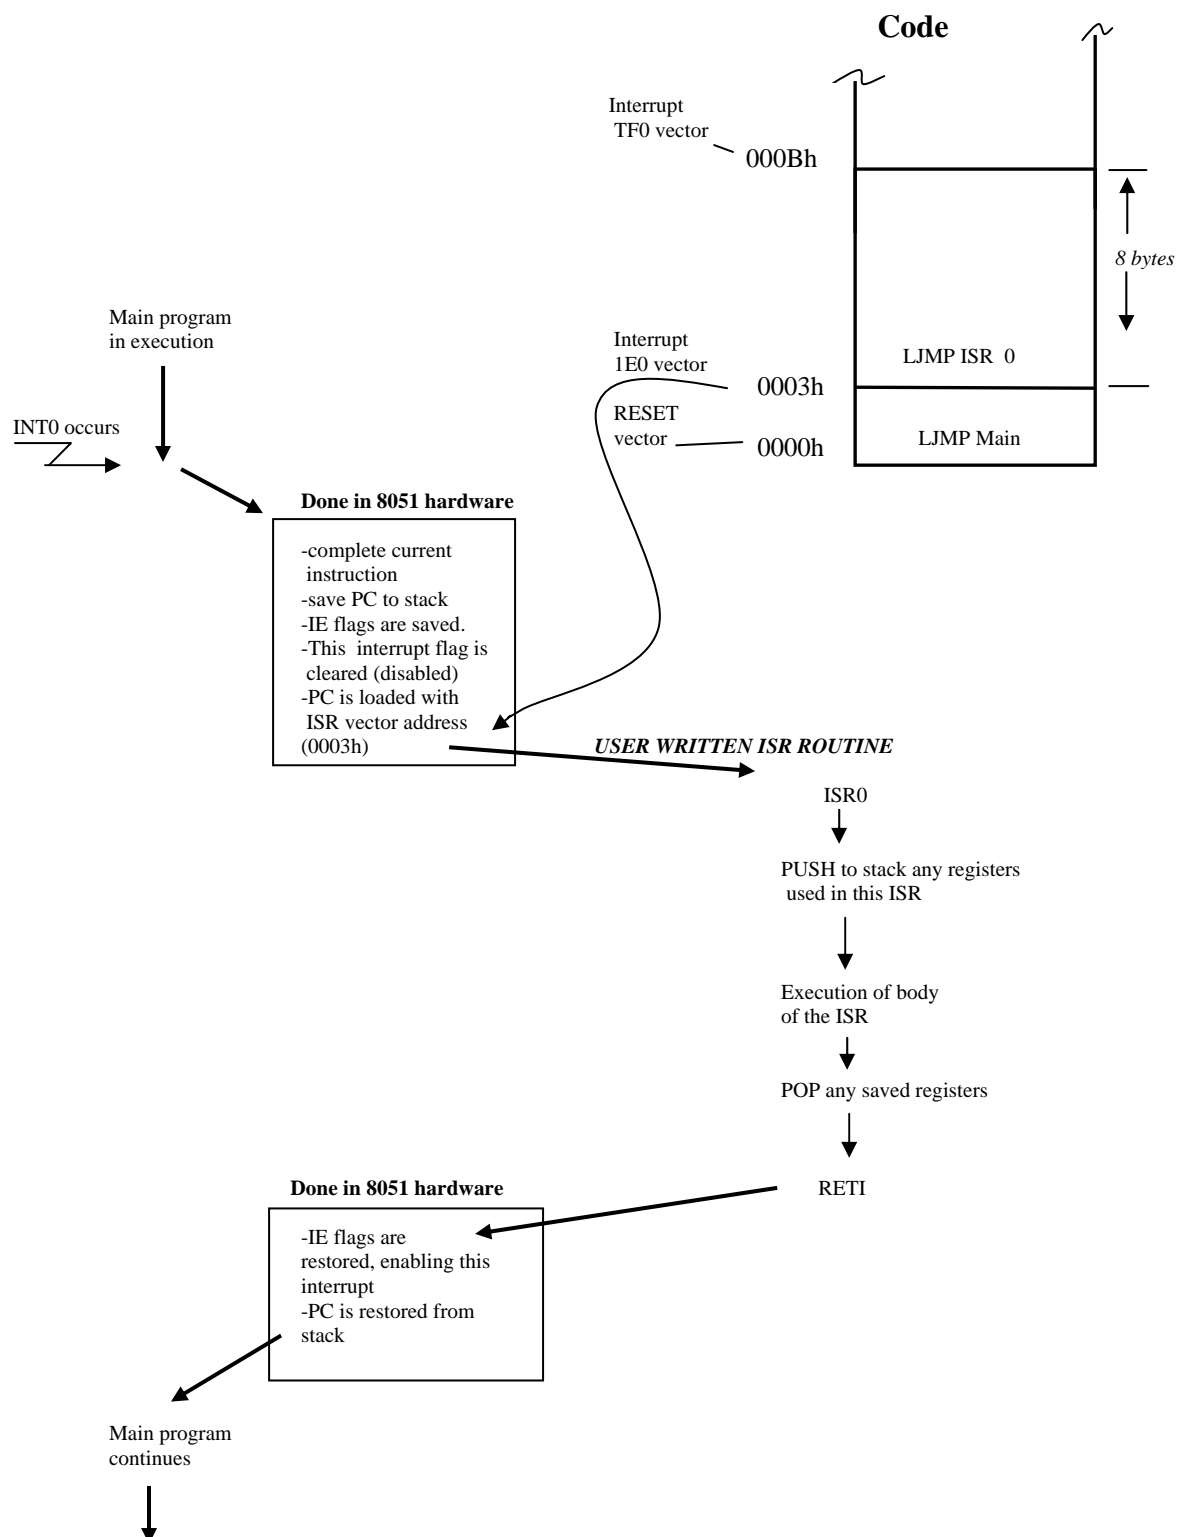 Code
Interrupt
TF0 vector
000Bh
8 bytes
Main program
in execution
Interrupt
1E0 vector
LJMP ISR  0
0003h
RESET
vector
INT0 occurs
0000h
LJMP Main
Done in 8051 hardware
-complete current
instruction
-save PC to stack
-IE flags are saved.
-This  interrupt flag is
cleared (disabled)
-PC is loaded with
ISR vector address
(0003h)
USER WRITTEN ISR ROUTINE
ISR0
PUSH to stack any registers
used in this ISR
Execution of body
of the ISR
POP any saved registers
RETI
Done in 8051 hardware
-IE flags are
restored, enabling this
interrupt
-PC is restored from
stack
Main program
continues